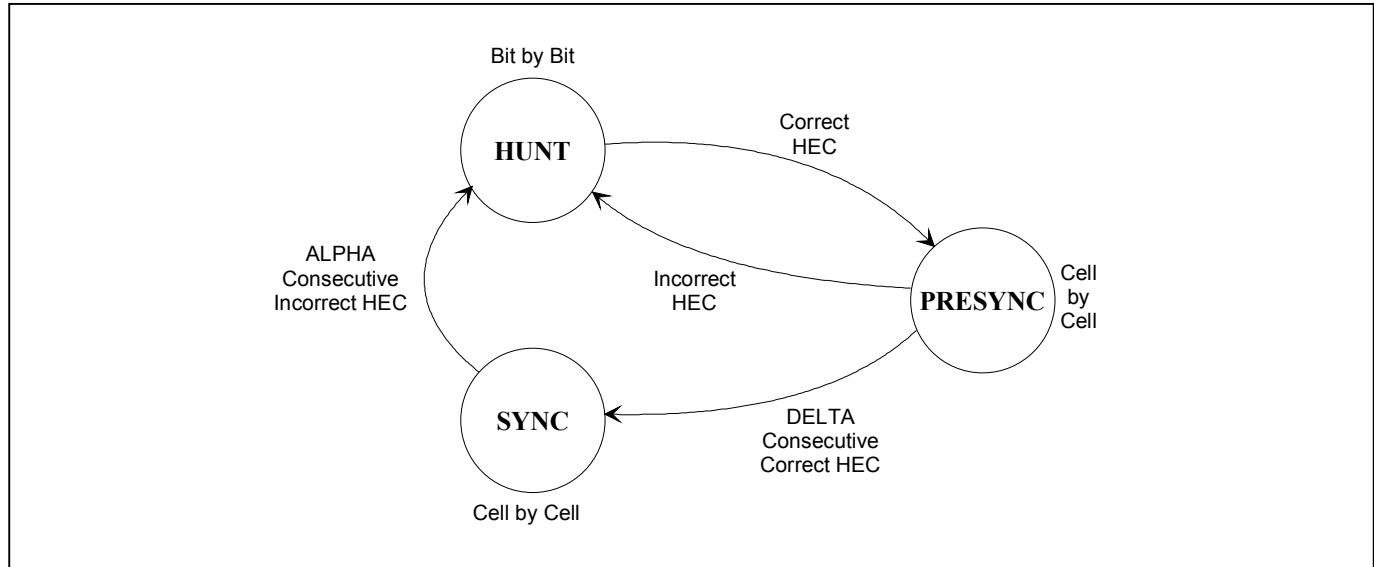 Bit by Bit
HUNT
Correct
HEC
ALPHA
Consecutive
Incorrect HEC
Incorrect
HEC
PRESYNC
Cell
by
Cell
SYNC
DELTA
Consecutive
Correct HEC
Cell by Cell